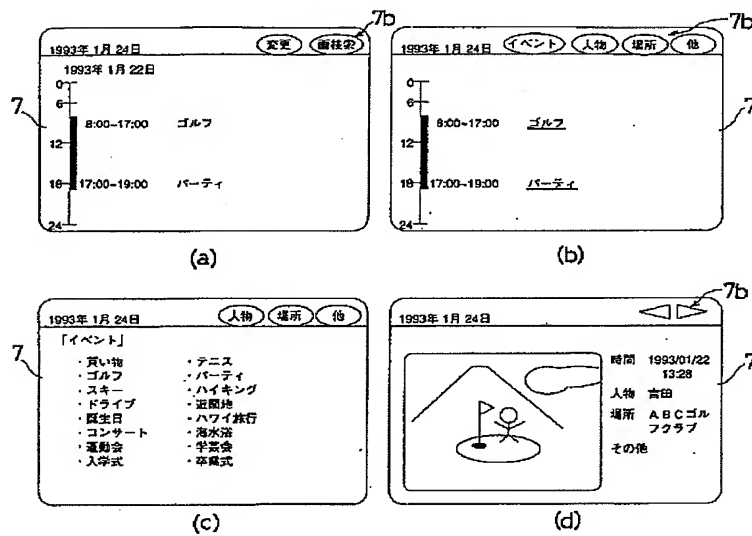 7b
1993年 1月 24日 変更 画検索
1993年 1月 22日
0
6
7
8:00~17:00 ゴルフ
12
18 17:00~19:00 パーティ
24
(a)
7b
1993年 1月 24日 イベント 人物 場所 他
0
6
7
8:00~17:00 ゴルフ
12
18 17:00~19:00 パーティ
24
(b)
1993年 1月 24日 人物 場所 他
7
「イベント」
・買い物 ・テニス
・ゴルフ ・パーティ
・スキー ・ハイキング
・ドライブ ・遊園地
・誕生日 ・ハワイ旅行
・コンサート ・海水浴
・運動会 ・学芸会
・入学式 ・卒業式
(c)
7b
1993年 1月 24日
7
時間 1993/01/22
13:28
人物 吉田
場所 ABCゴル
フクラブ
その他
(d)